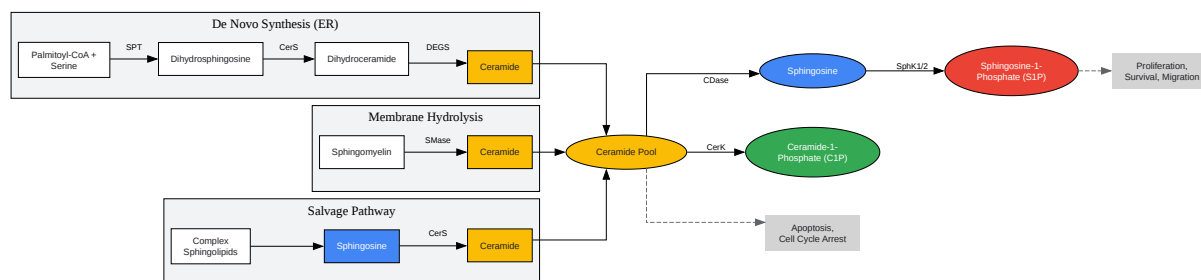 De Novo Synthesis (ER)
Palmitoyl-CoA +
Serine
SPT
Dihydrosphingosine
CerS
Dihydroceramide
DEGS
Ceramide
Membrane Hydrolysis
Sphingomyelin
SMase
Ceramide
Salvage Pathway
Complex
Sphingolipids
Sphingosine
CerS
Ceramide
Ceramide Pool
CDase
Sphingosine
SphK1/2
Sphingosine-1-
Phosphate (S1P)
Proliferation,
Survival, Migration
CerK
Ceramide-1-
Phosphate (C1P)
Apoptosis,
Cell Cycle Arrest